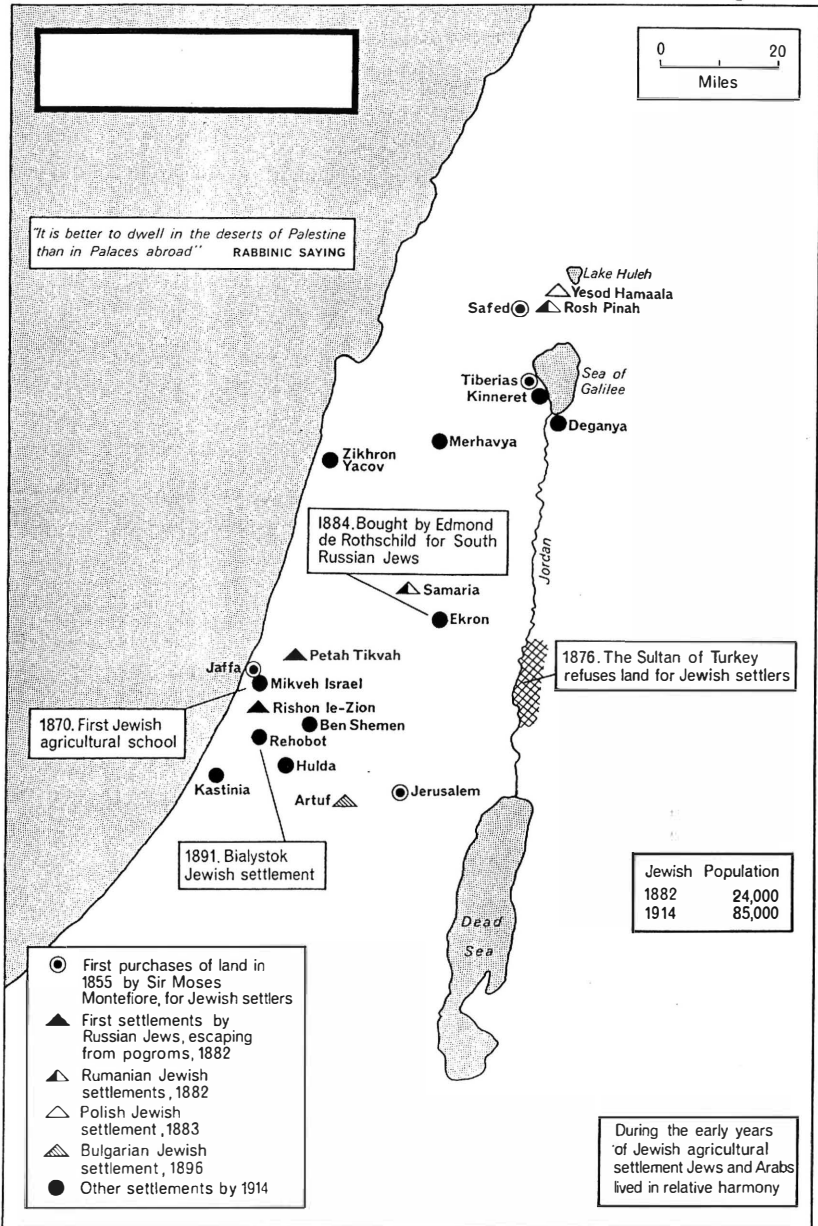 0 20
Miles
"It is better to dwell in the deserts of Palestine
than in Palaces abroad" RABBINIC SAYING
Lake Huleh
Yesod Hamaala
Safed
Rosh Pinah
Sea of
Galilee
Tiberias
Kinneret
Deganya
Merhavya
Zikhron
Yacov
1884. Bought by Edmond
de Rothschild for South
Russian Jews
Jordan
Samaria
Ekron
Petah Tikvah
Jaffa
1876. The Sultan of Turkey
refuses land for Jewish settlers
Mikveh Israel
1870. First Jewish
agricultural school
Rishon le-Zion
Ben Shemen
Rehobot
Hulda
Kastinia
Artuf
Jerusalem
1891. Bialystok
Jewish settlement
Jewish Population
1882 24,000
1914 85,000
Dead
Sea
First purchases of land in
1855 by Sir Moses
Montefiore, for Jewish settlers
First settlements by
Russian Jews, escaping
from pogroms, 1882
Rumanian Jewish
settlements, 1882
Polish Jewish
settlement, 1883
Bulgarian Jewish
settlement, 1896
Other settlements by 1914
During the early years
of Jewish agricultural
settlement Jews and Arabs
lived in relative harmony